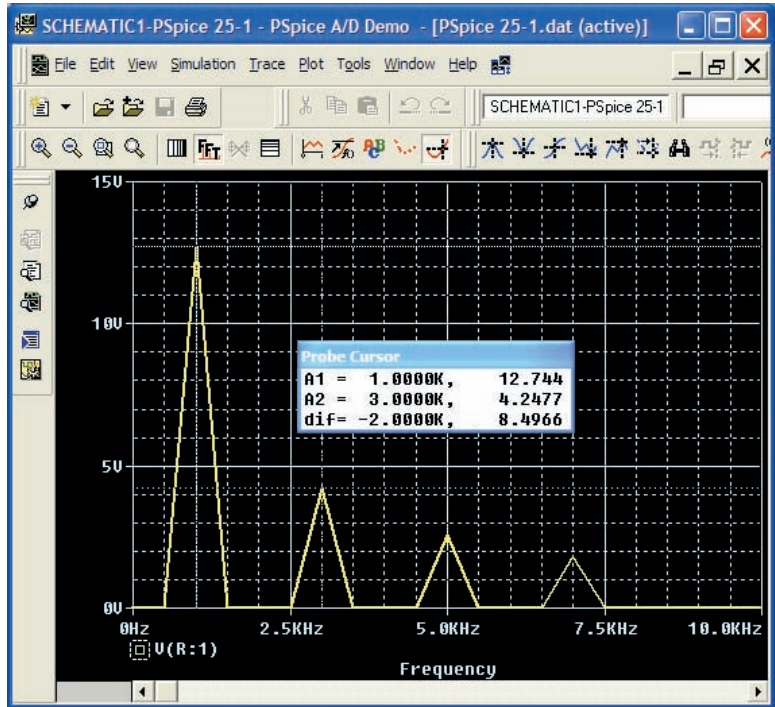 SCHEMATIC1-PSpice 25-1 - PSpice A/D Demo - [PSpice 25-1.dat (active)]
File Edit View Simulation Trace Plot Tools Window Help
SCHEMATIC1-PSpice 25-1
FFT
ABC
15V
10V
5V
0V
Probe Cursor
A1 = 1.0000K, 12.744
A2 = 3.0000K, 4.2477
dif= -2.0000K, 8.4966
0Hz 2.5KHz 5.0KHz 7.5KHz 10.0KHz
V(R:1)
Frequency